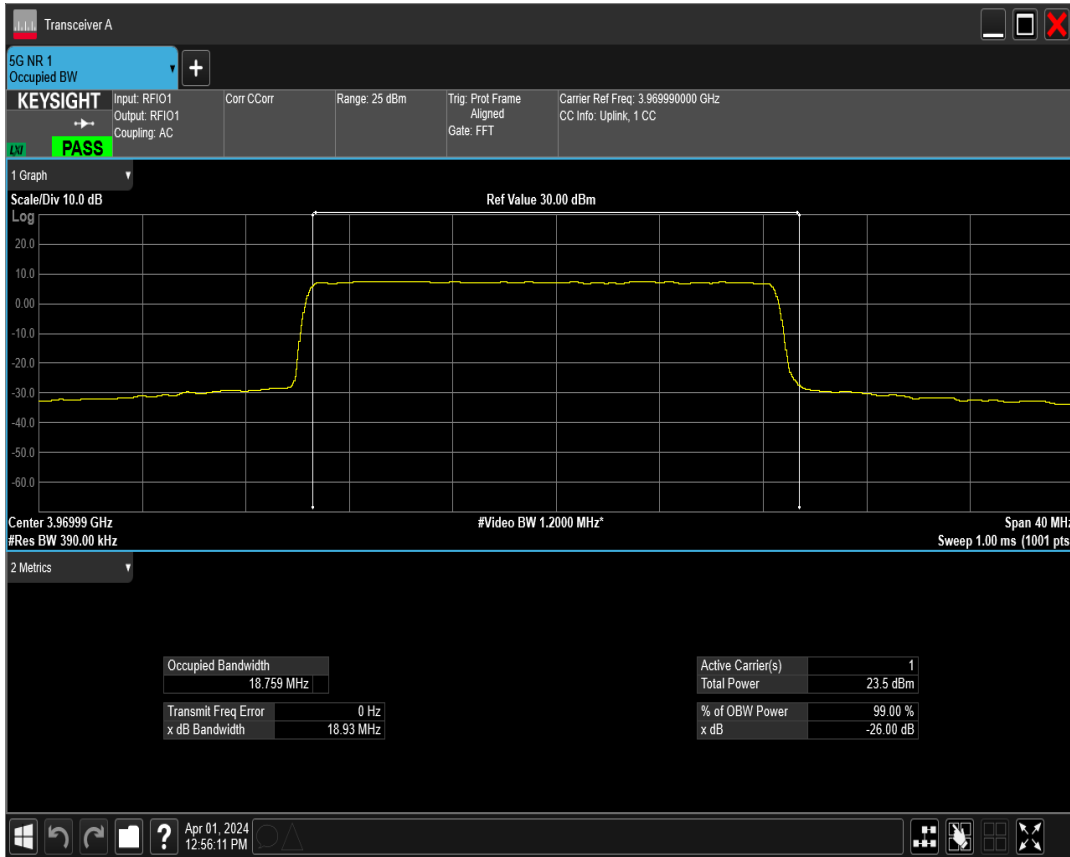 Transceiver A
5G NR 1
Occupied BW
KEYSIGHT
LXI
PASS
Input: RFIO1
Output: RFIO1
Coupling: AC
Corr CCorr
Range: 25 dBm
Trig: Prot Frame
Aligned
Gate: FFT
Carrier Ref Freq: 3.969990000 GHz
CC Info: Uplink, 1 CC
1 Graph
Scale/Div 10.0 dB
Ref Value 30.00 dBm
Log
20.0
10.0
0.00
-10.0
-20.0
-30.0
-40.0
-50.0
-60.0
Center 3.96999 GHz
#Video BW 1.2000 MHz*
Span 40 MHz
#Res BW 390.00 kHz
Sweep 1.00 ms (1001 pts
2 Metrics
Occupied Bandwidth
18.759 MHz
Transmit Freq Error 0 Hz
x dB Bandwidth 18.93 MHz
Active Carrier(s) 1
Total Power 23.5 dBm
% of OBW Power 99.00 %
x dB -26.00 dB
?
Apr 01, 2024
12:56:11 PM